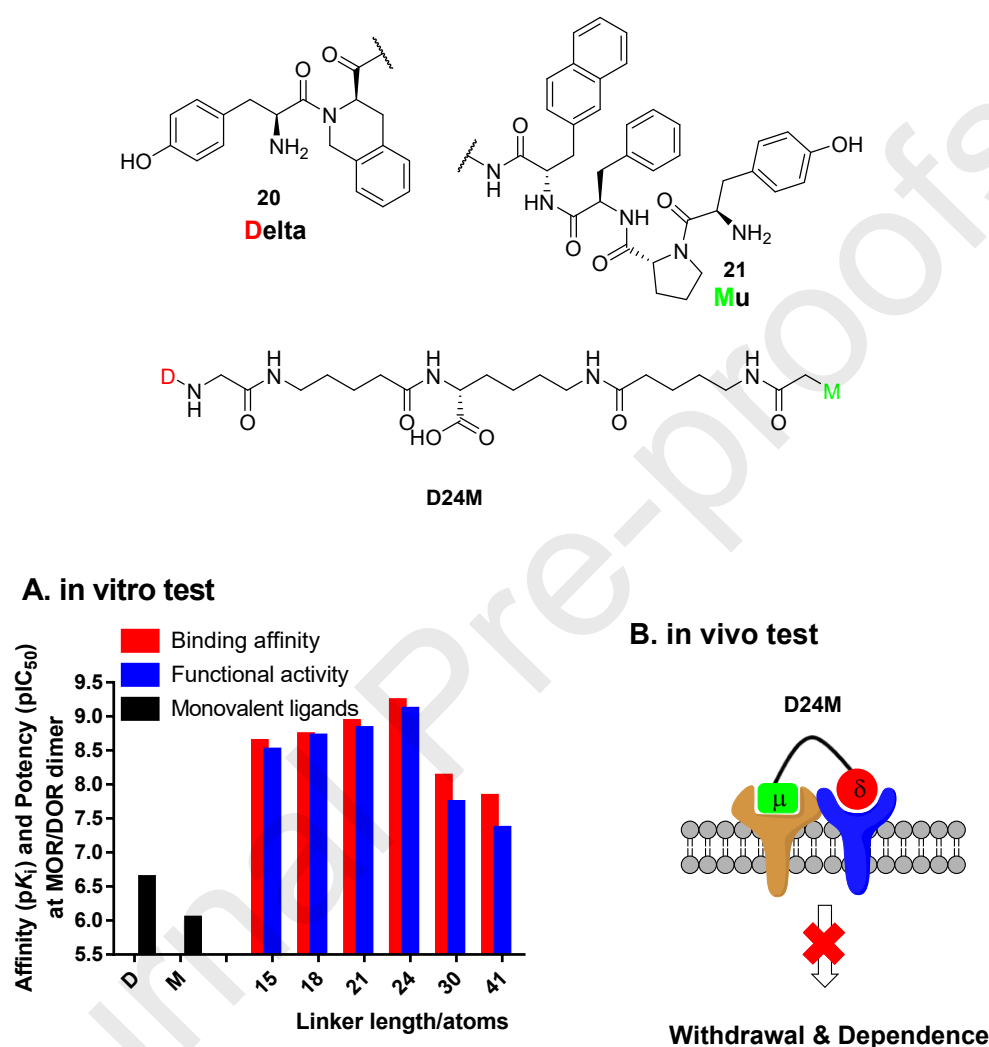 O
O
N
NH2
HO
20
Delta
O
N
H
HN
O
O
NH
O
N
NH2
OH
21
Mu
D
N
H
O
H
N
O
H
N
HO
O
H
N
O
H
N
O
M
D24M
A. in vitro test
Binding affinity
Functional activity
Monovalent ligands
Affinity (pKi) and Potency (pIC50)
at MOR/DOR dimer
9.5
9.0
8.5
8.0
7.5
7.0
6.5
6.0
5.5
D
M
15
18
21
24
30
41
Linker length/atoms
B. in vivo test
D24M
μ
δ
Withdrawal & Dependence
urnal Pre-proofs